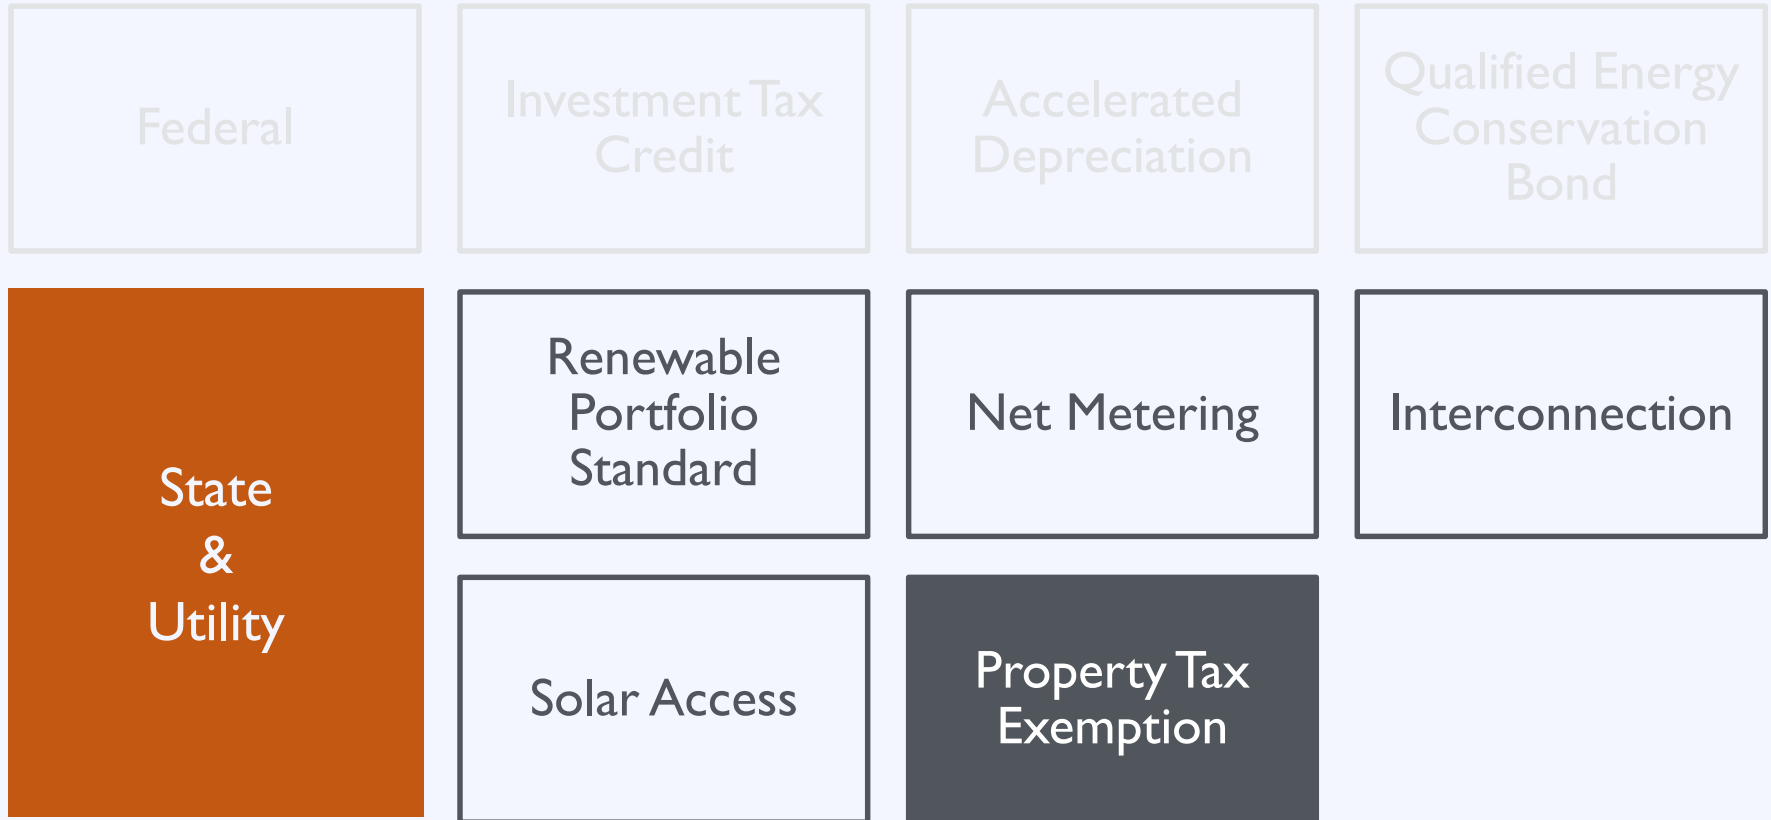 Federal
Investment Tax
Credit
Accelerated
Depreciation
Qualified Energy
Conservation
Bond
State
&
Utility
Renewable
Portfolio
Standard
Net Metering
Interconnection
Solar Access
Property Tax
Exemption